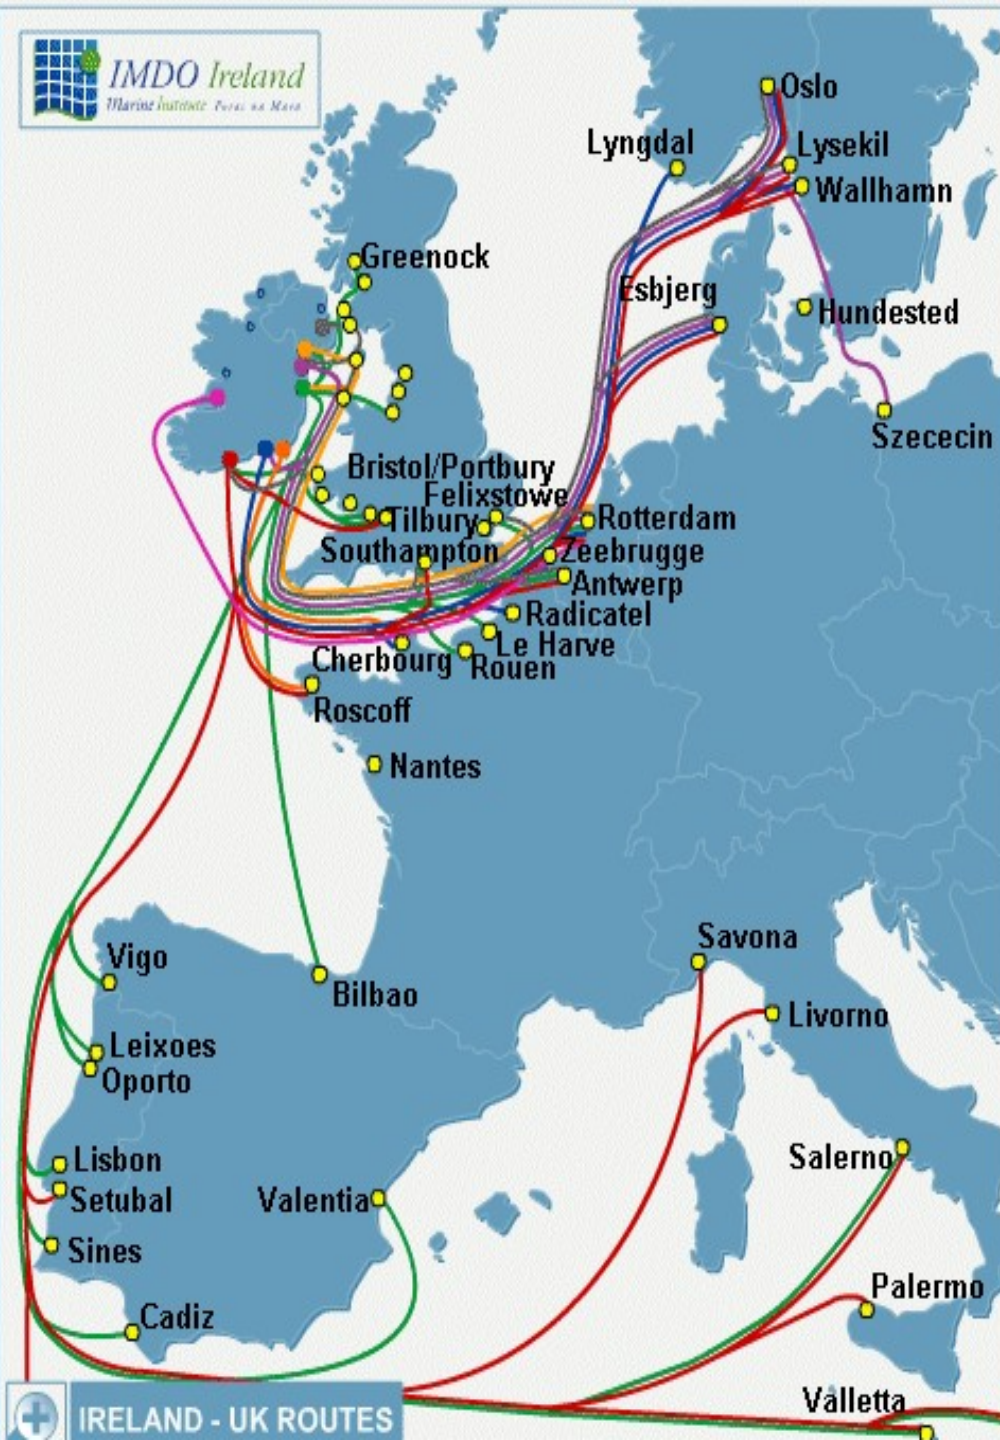 IMDO Ireland
Marine Institute Foras na Mara
Oslo
Lyngdal
Lysekil
Wallhamn
Greenock
Esbjerg
Hundested
Szececin
Bristol/Portbury
Felixstowe
Tilbury
Rotterdam
Southampton
Zeebrugge
Antwerp
Radicatel
Le Harve
Cherbourg
Rouen
Roscoff
Nantes
Savona
Vigo
Bilbao
Livorno
Leixoes
Oporto
Lisbon
Salerno
Setubal
Valentia
Sines
Palermo
Cadiz
Valletta
IRELAND - UK ROUTES